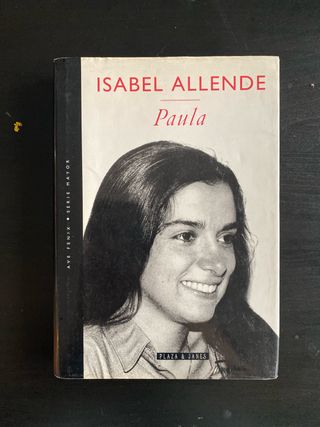 ISABEL ALLENDE
Paula
AVE FENIX • SERIE MAYOR
PLAZA & JANES